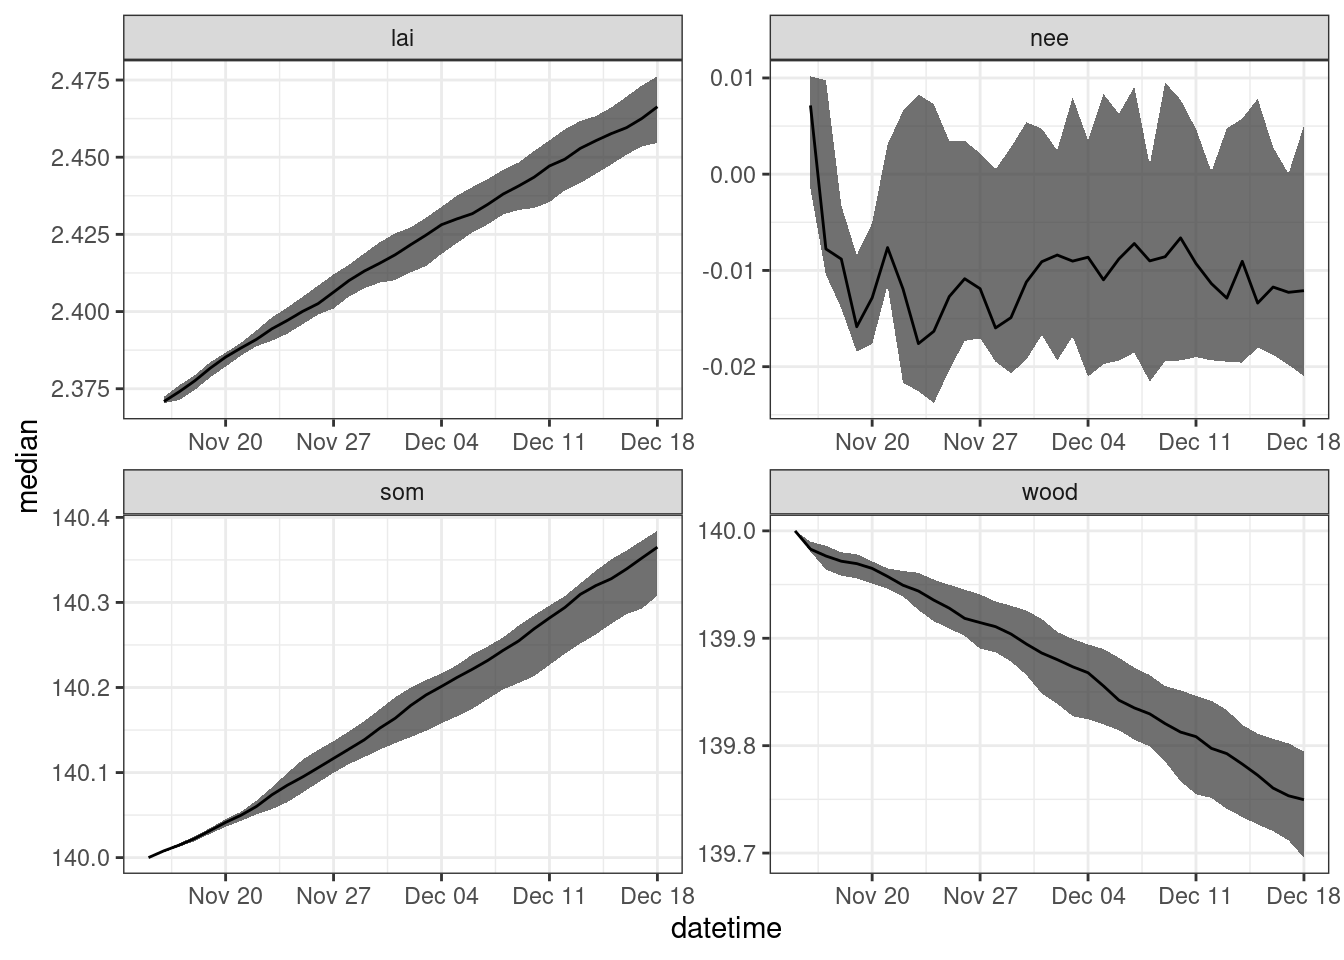 lai
nee
2.475
2.450
2.425
2.400
2.375
0.01
0.00
-0.01
-0.02
Nov 20 Nov 27 Dec 04 Dec 11 Dec 18
Nov 20 Nov 27 Dec 04 Dec 11 Dec 18
median
som
wood
140.4
140.3
140.2
140.1
140.0
140.0
139.9
139.8
139.7
Nov 20 Nov 27 Dec 04 Dec 11 Dec 18
Nov 20 Nov 27 Dec 04 Dec 11 Dec 18
datetime